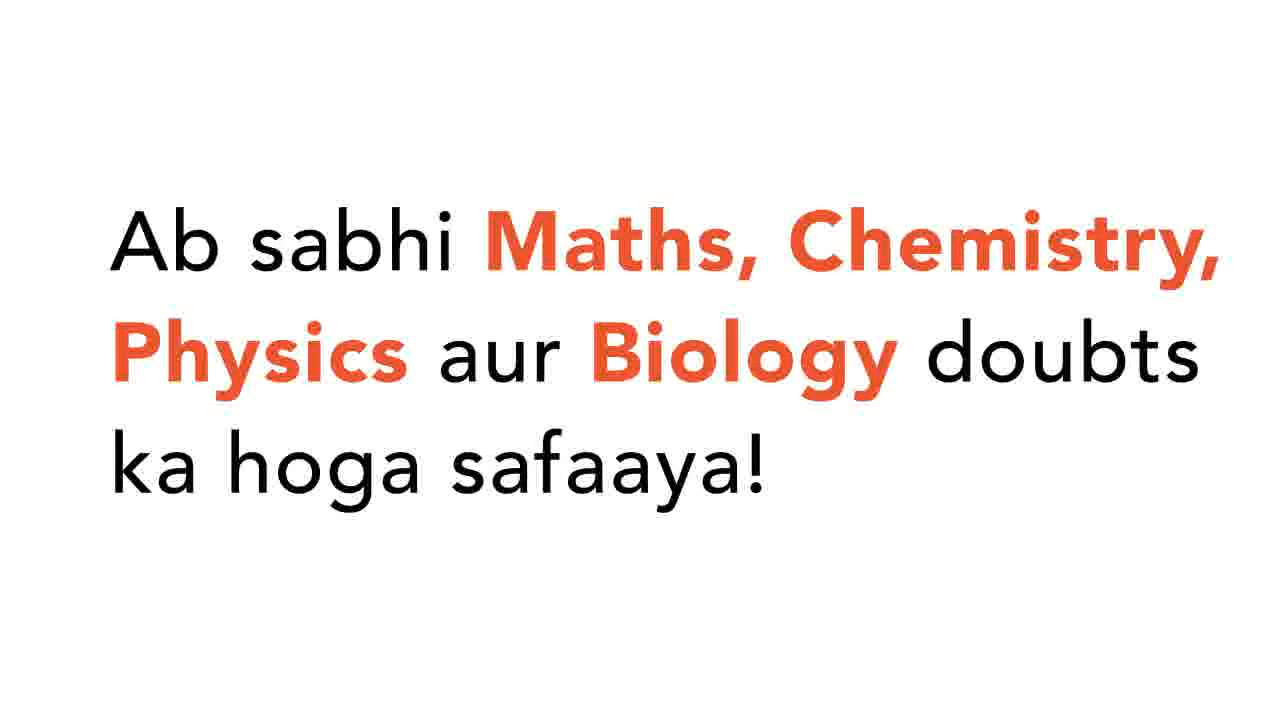 Ab sabhi Maths, Chemistry,
Physics aur Biology doubts
ka hoga safaaya!